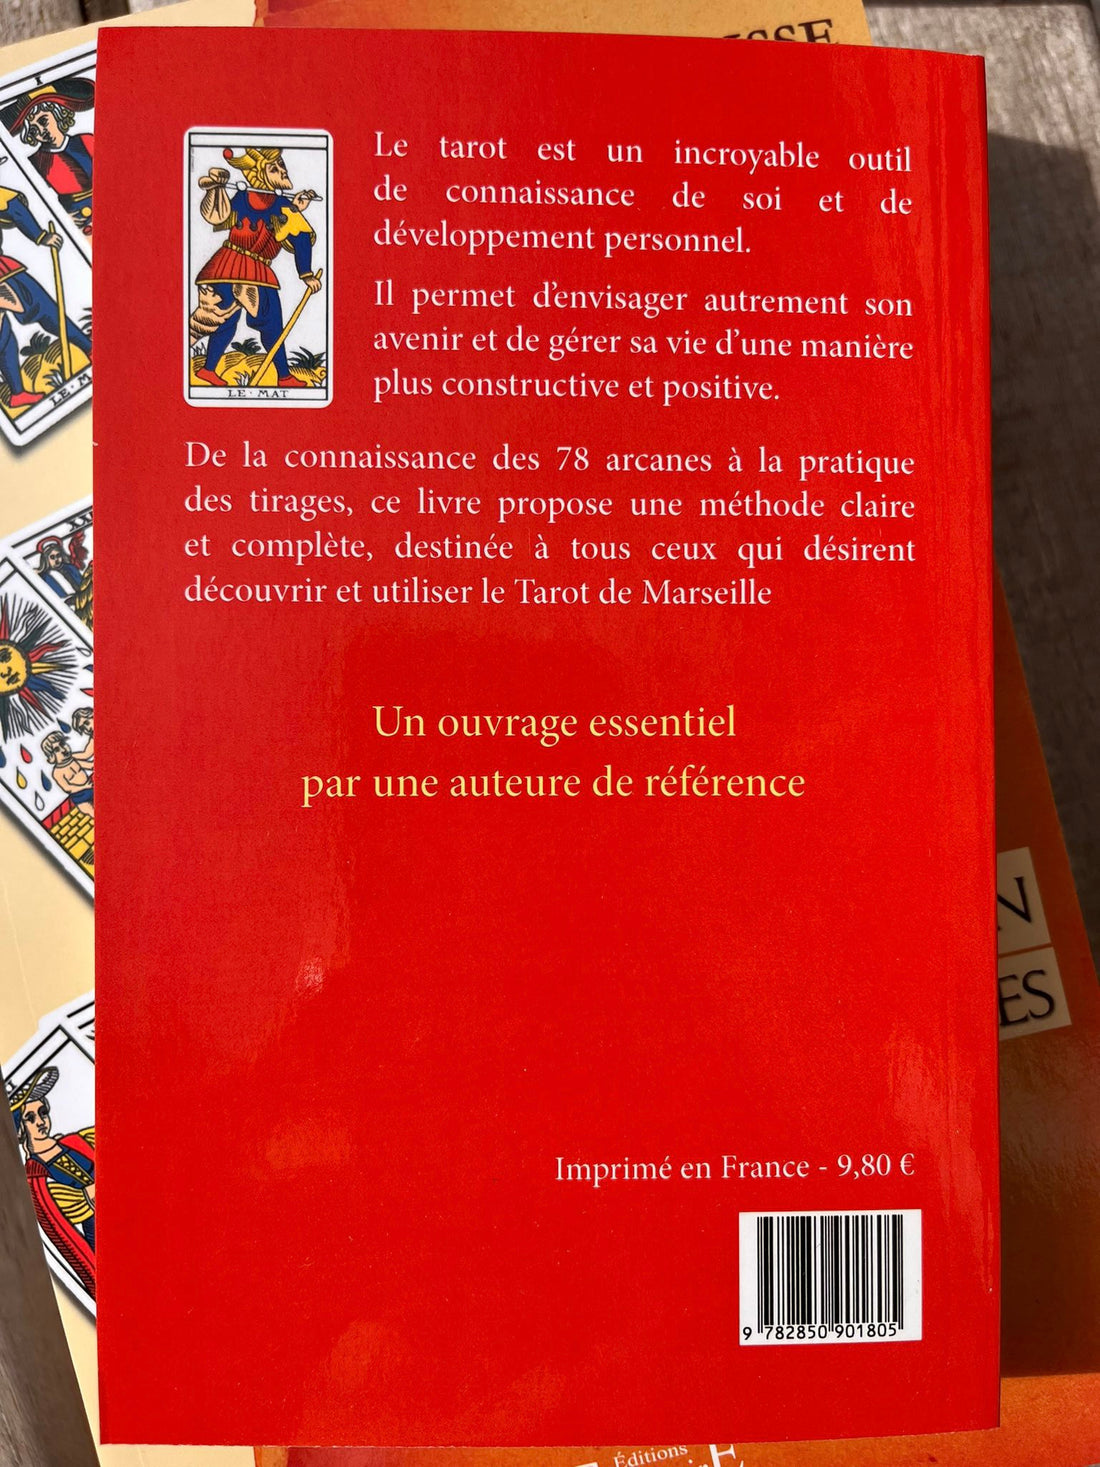 Le tarot est un incroyable outil
de connaissance de soi et de
développement personnel.
Il permet d'envisager autrement son
avenir et de gérer sa vie d'une manière
plus constructive et positive.
LE·MAT
De la connaissance des 78 arcanes à la pratique
des tirages, ce livre propose une méthode claire
et complète, destinée à tous ceux qui désirent
découvrir et utiliser le Tarot de Marseille
Un ouvrage essentiel
par une auteure de référence
Imprimé en France - 9,80 €
9 782850 901805
Éditions